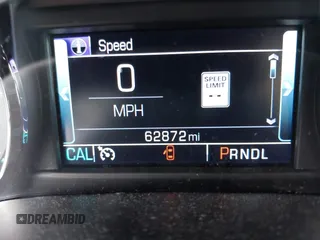 Speed
0
MPH
SPEED
LIMIT
--
62872 mi
CAL
PRNDL
DREAMBID